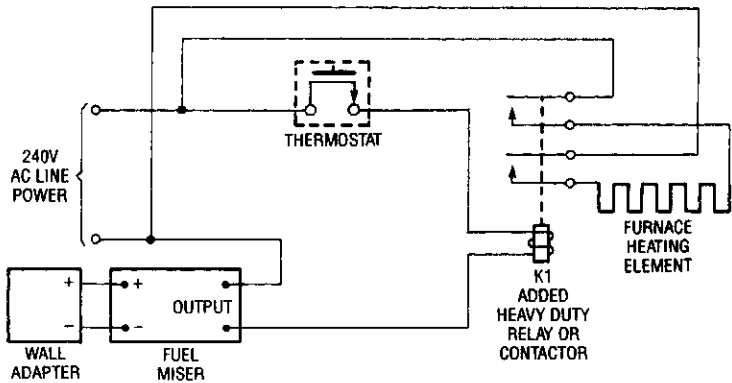 THERMOSTAT
240V
AC LINE
POWER
FURNACE
HEATING
ELEMENT
K1
ADDED
HEAVY DUTY
RELAY OR
CONTACTOR
+ +
OUTPUT
− −
WALL
ADAPTER
FUEL
MISER